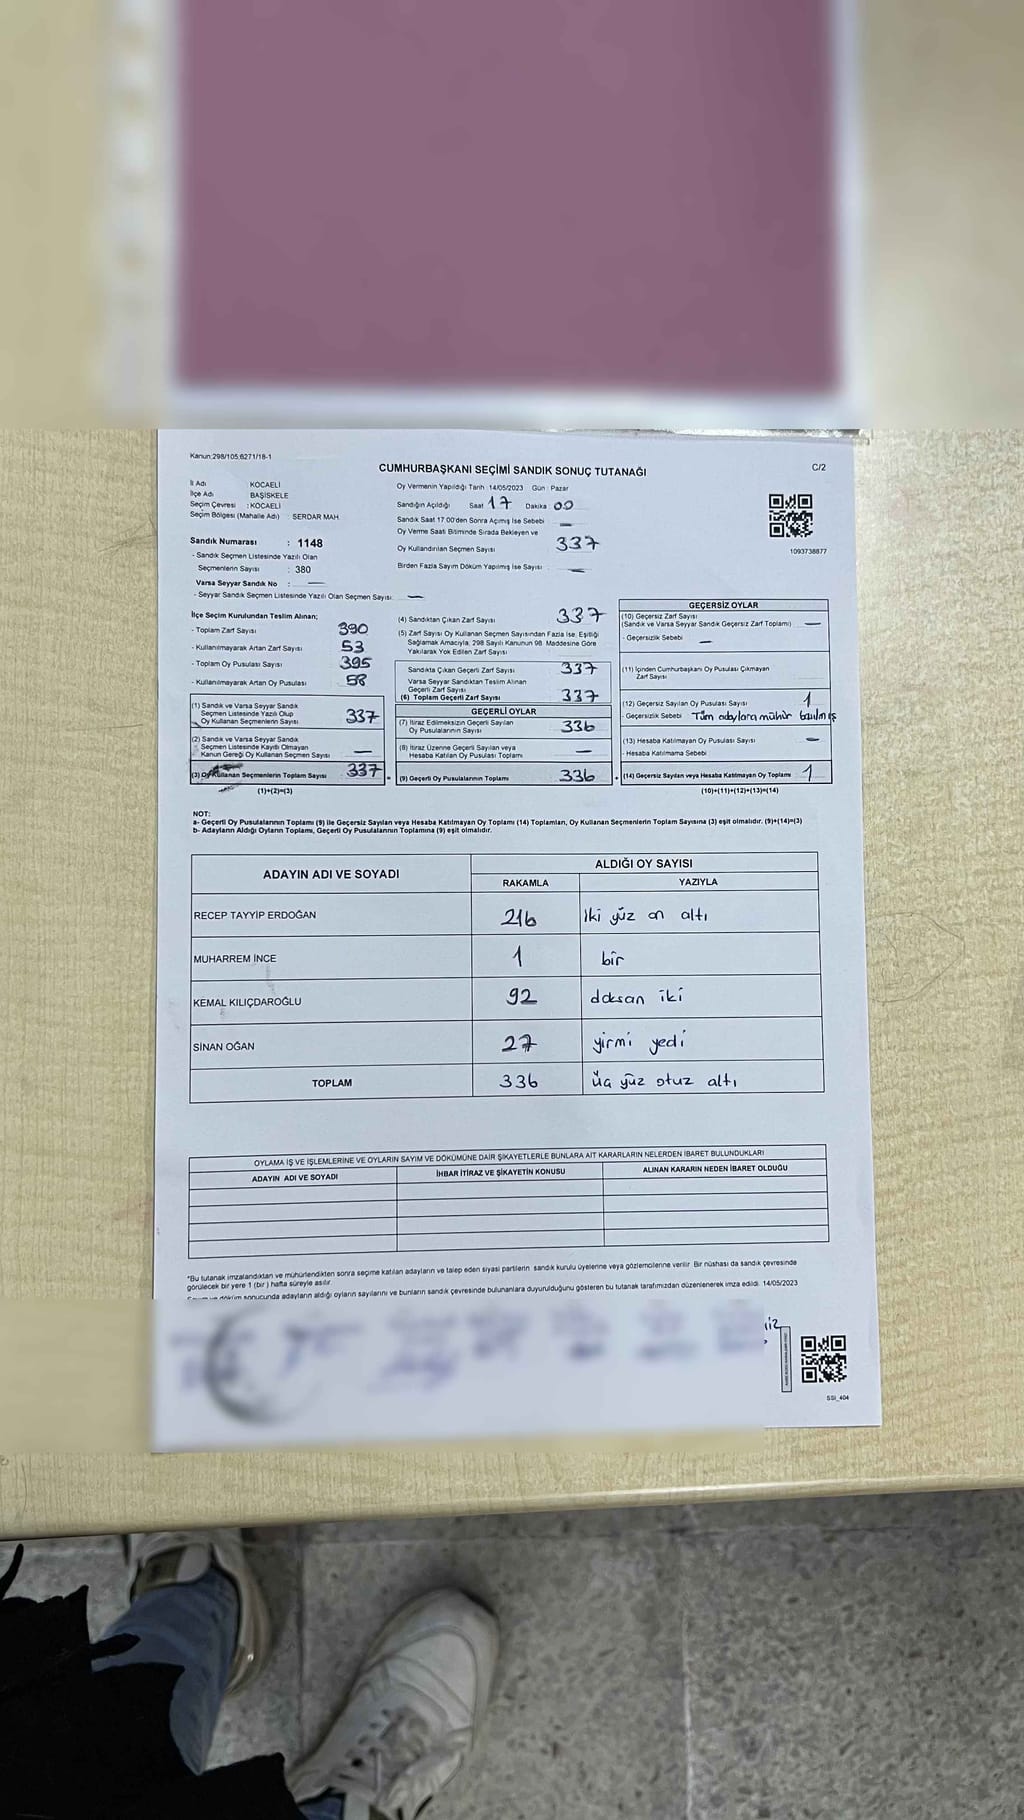 Kanun:298/105;6271/18-1
CUMHURBAŞKANI SEÇİMİ SANDIK SONUÇ TUTANAĞI
C/2
İl Adı : KOCAELİ
İlçe Adı : BAŞİSKELE
Seçim Çevresi : KOCAELİ
Seçim Bölgesi (Mahalle Adı) : SERDAR MAH.
Sandık Numarası : 1148
- Sandık Seçmen Listesinde Yazılı Olan
Seçmenlerin Sayısı : 380
Varsa Seyyar Sandık No : —
- Seyyar Sandık Seçmen Listesinde Yazılı Olan Seçmen Sayısı: —
Oy Vermenin Yapıldığı Tarih : 14/05/2023 Gün : Pazar
Sandığın Açıldığı Saat 17 Dakika 00
Sandık Saat 17:00'den Sonra Açılmış İse Sebebi —
Oy Verme Saati Bitiminde Sırada Bekleyen ve
Oy Kullandırılan Seçmen Sayısı 337
Birden Fazla Sayım Döküm Yapılmış İse Sayısı : —
1093738877
İlçe Seçim Kurulundan Teslim Alınan;
- Toplam Zarf Sayısı 390
- Kullanılmayarak Artan Zarf Sayısı 53
- Toplam Oy Pusulası Sayısı 395
- Kullanılmayarak Artan Oy Pusulası 58
(1) Sandık ve Varsa Seyyar Sandık
Seçmen Listesinde Yazılı Olup
Oy Kullanan Seçmenlerin Sayısı 337
(2) Sandık ve Varsa Seyyar Sandık
Seçmen Listesinde Kayıtlı Olmayan
Kanun Gereği Oy Kullanan Seçmen Sayısı —
(3) Oy Kullanan Seçmenlerin Toplam Sayısı 337
(1)+(2)=(3)
(4) Sandıktan Çıkan Zarf Sayısı 337
(5) Zarf Sayısı Oy Kullanan Seçmen Sayısından Fazla İse, Eşitliği
Sağlamak Amacıyla, 298 Sayılı Kanunun 98. Maddesine Göre
Yakılarak Yok Edilen Zarf Sayısı
Sandıkta Çıkan Geçerli Zarf Sayısı 337
Varsa Seyyar Sandıktan Teslim Alınan
Geçerli Zarf Sayısı
(6) Toplam Geçerli Zarf Sayısı 337
GEÇERLİ OYLAR
(7) İtiraz Edilmeksizin Geçerli Sayılan
Oy Pusulalarının Sayısı 336
(8) İtiraz Üzerine Geçerli Sayılan veya
Hesaba Katılan Oy Pusulası Toplamı —
= (9) Geçerli Oy Pusulalarının Toplamı 336
GEÇERSİZ OYLAR
(10) Geçersiz Zarf Sayısı
(Sandık ve Varsa Seyyar Sandık Geçersiz Zarf Toplamı) —
- Geçersizlik Sebebi —
(11) İçinden Cumhurbaşkanı Oy Pusulası Çıkmayan
Zarf Sayısı
(12) Geçersiz Sayılan Oy Pusulası Sayısı 1
- Geçersizlik Sebebi Tüm adaylara mühür basılmış
(13) Hesaba Katılmayan Oy Pusulası Sayısı —
- Hesaba Katılmama Sebebi
+ (14) Geçersiz Sayılan veya Hesaba Katılmayan Oy Toplamı 1
(10)+(11)+(12)+(13)=(14)
NOT:
a- Geçerli Oy Pusulalarının Toplamı (9) ile Geçersiz Sayılan veya Hesaba Katılmayan Oy Toplamı (14) Toplamları, Oy Kullanan Seçmenlerin Toplam Sayısına (3) eşit olmalıdır. (9)+(14)=(3)
b- Adayların Aldığı Oyların Toplamı, Geçerli Oy Pusulalarının Toplamına (9) eşit olmalıdır.
ADAYIN ADI VE SOYADI
ALDIĞI OY SAYISI
RAKAMLA YAZIYLA
RECEP TAYYİP ERDOĞAN 216 iki yüz on altı
MUHARREM İNCE 1 bir
KEMAL KILIÇDAROĞLU 92 doksan iki
SİNAN OĞAN 27 yirmi yedi
TOPLAM 336 üç yüz otuz altı
OYLAMA İŞ VE İŞLEMLERİNE VE OYLARIN SAYIM VE DÖKÜMÜNE DAİR ŞİKAYETLERLE BUNLARA AİT KARARLARIN NELERDEN İBARET BULUNDUKLARI
ADAYIN ADI VE SOYADI İHBAR İTİRAZ VE ŞİKAYETİN KONUSU ALINAN KARARIN NEDEN İBARET OLDUĞU
*Bu tutanak imzalandıktan ve mühürlendikten sonra seçime katılan adayların ve talep eden siyasi partilerin sandık kurulu üyelerine veya gözlemcilerine verilir. Bir nüshası da sandık çevresinde
görülecek bir yere 1 (bir) hafta süreyle asılır.
döküm sonucunda adayların aldığı oyların sayılarını ve bunların sandık çevresinde bulunanlara duyurulduğunu gösteren bu tutanak tarafımızdan düzenlenerek imza edildi. 14/05/2023
SSI_404